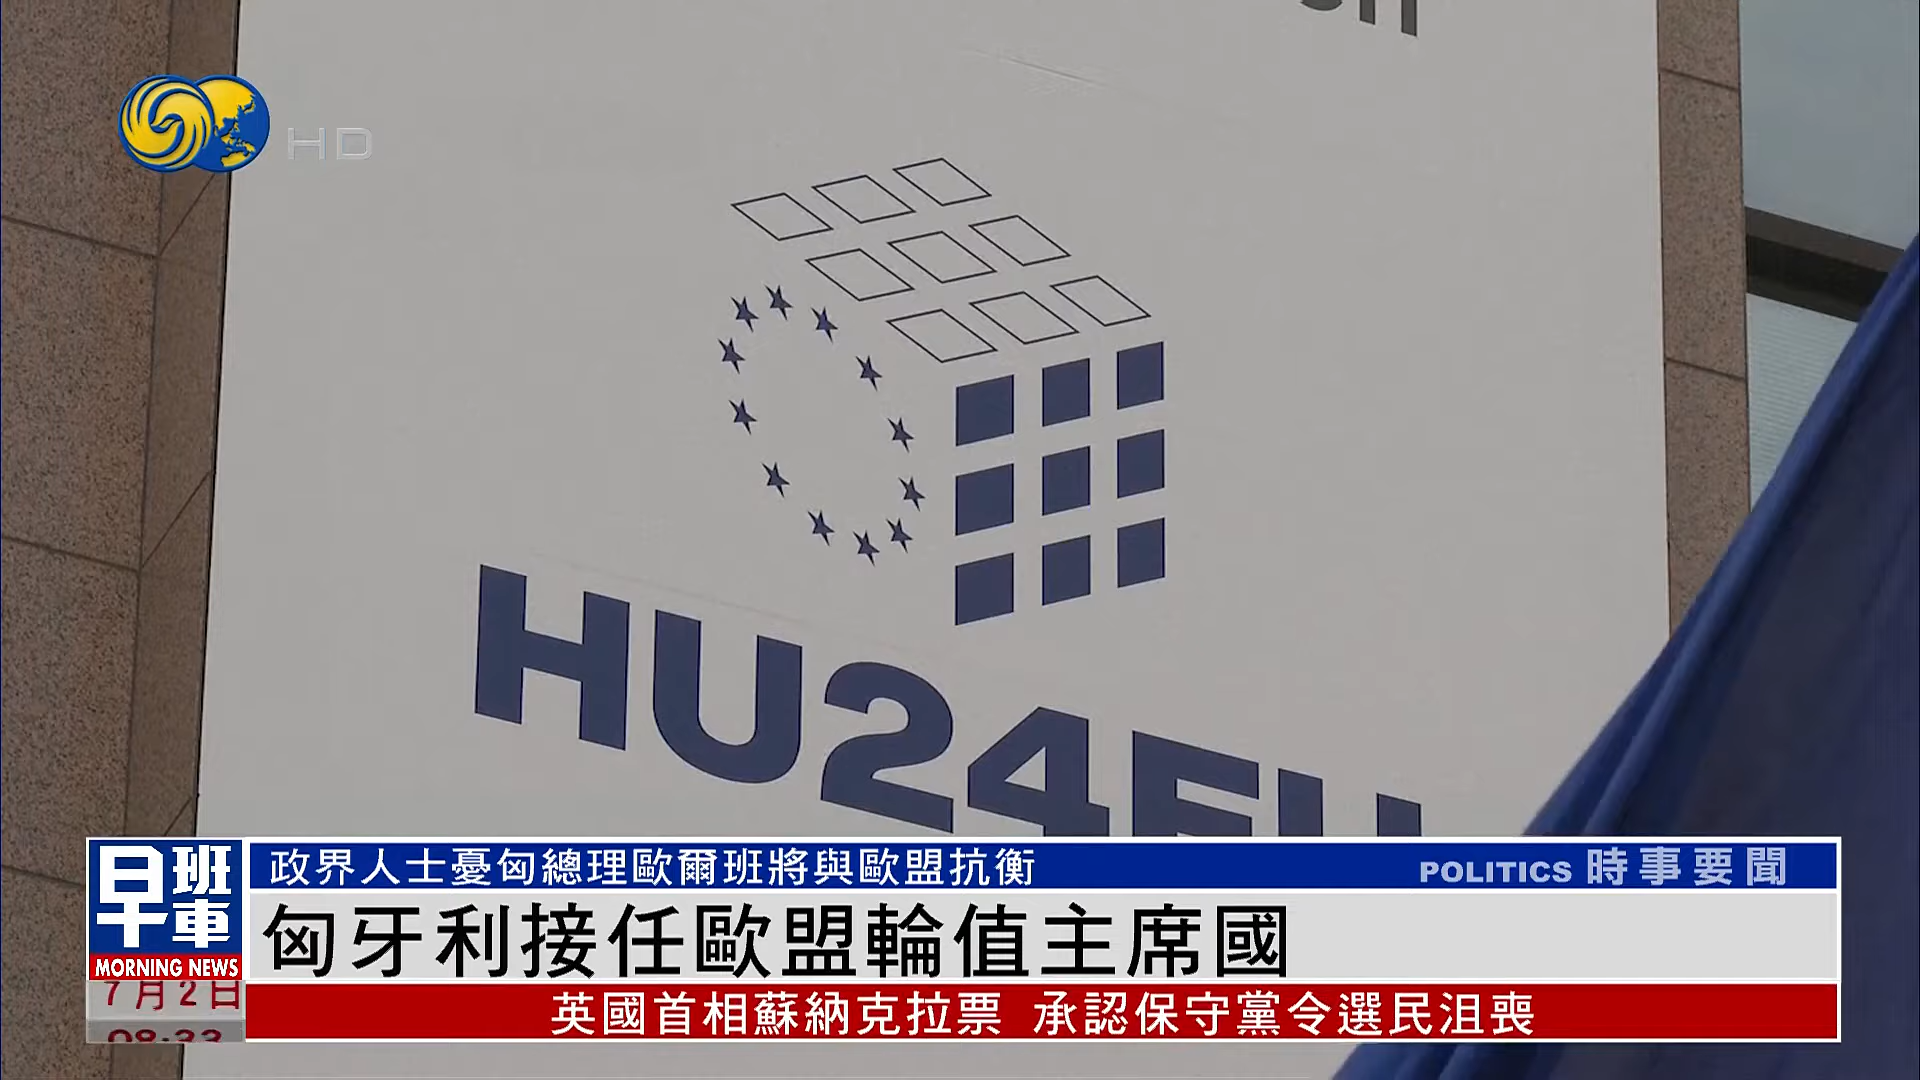 HD
HU24EU
政界人士憂匈總理歐爾班將與歐盟抗衡
POLITICS 時事要聞
早班車
匈牙利接任歐盟輪值主席國
MORNING NEWS
7月2日
英國首相蘇納克拉票 承認保守黨令選民沮喪
08:33